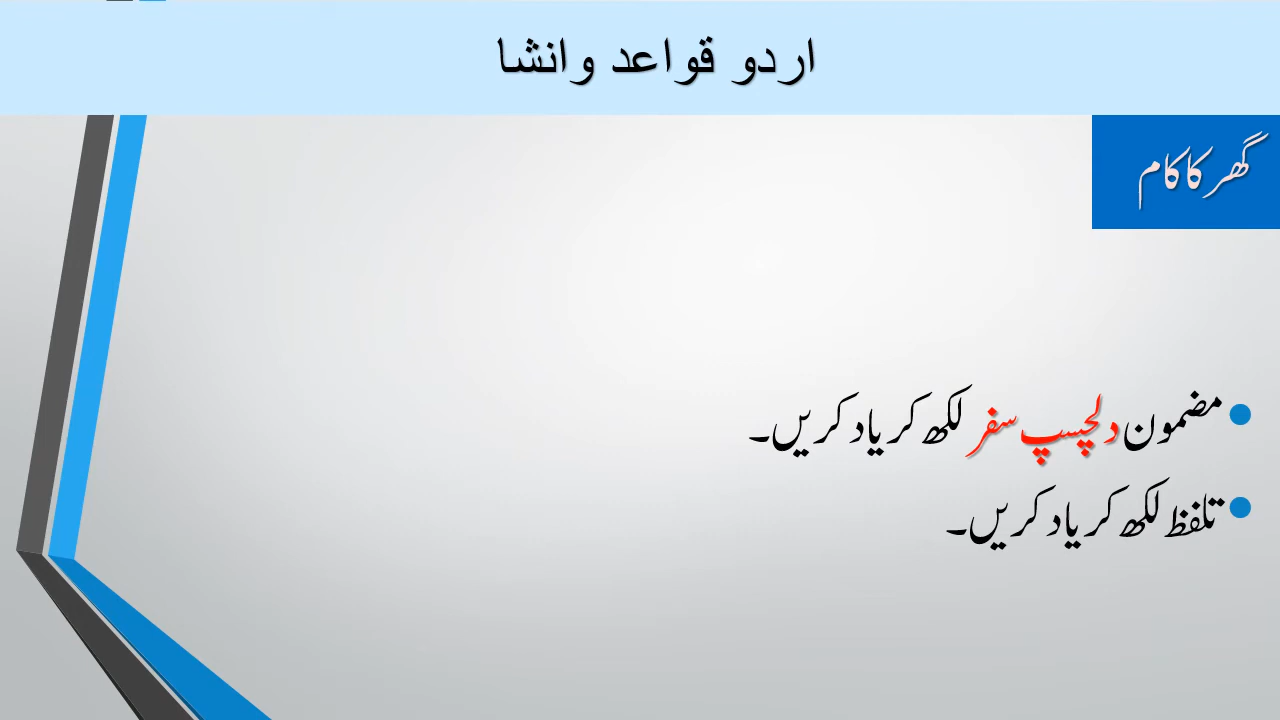 اردو قواعد وانشا
گھر کا کام
مضمون دلچسپ سفر لکھ کر یاد کریں۔
تلفظ لکھ کر یاد کریں۔